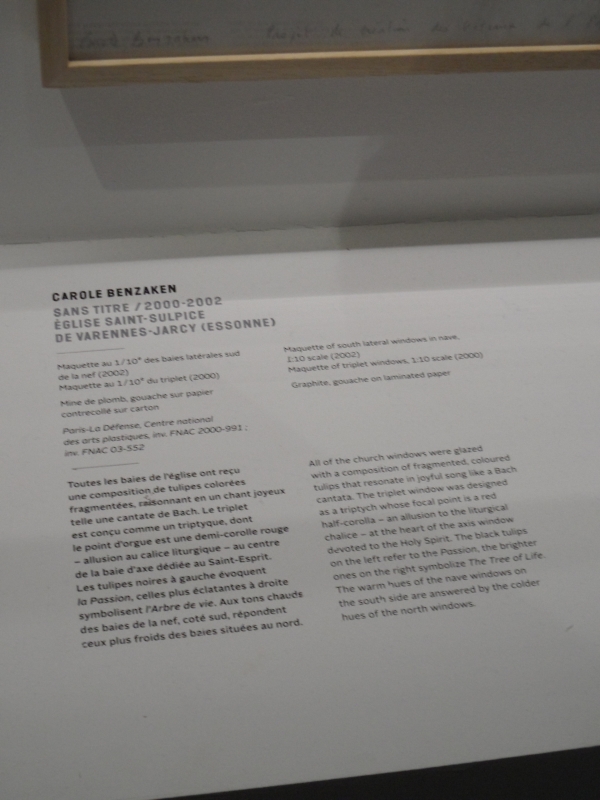 Projet de
CAROLE BENZAKEN
SANS TITRE / 2000-2002
ÉGLISE SAINT-SULPICE
DE VARENNES-JARCY (ESSONNE)
Maquette au 1/10° des baies latérales sud
de la nef (2002)
Maquette au 1/10° du triplet (2000)
Mine de plomb, gouache sur papier
contrecollé sur carton
Paris-La Défense, Centre national
des arts plastiques, inv. FNAC 2000-991 ;
inv. FNAC 03-552
Toutes les baies de l'église ont reçu
une composition de tulipes colorées
fragmentées, raisonnant en un chant joyeux
telle une cantate de Bach. Le triplet
est conçu comme un triptyque, dont
le point d'orgue est une demi-corolle rouge
– allusion au calice liturgique – au centre
de la baie d'axe dédiée au Saint-Esprit.
Les tulipes noires à gauche évoquent
la Passion, celles plus éclatantes à droite
symbolisent l'Arbre de vie. Aux tons chauds
des baies de la nef, coté sud, répondent
ceux plus froids des baies situées au nord.
Maquette of south lateral windows in nave,
1:10 scale (2002)
Maquette of triplet windows, 1:10 scale (2000)
Graphite, gouache on laminated paper
All of the church windows were glazed
with a composition of fragmented, coloured
tulips that resonate in joyful song like a Bach
cantata. The triplet window was designed
as a triptych whose focal point is a red
half-corolla – an allusion to the liturgical
chalice – at the heart of the axis window
devoted to the Holy Spirit. The black tulips
on the left refer to the Passion, the brighter
ones on the right symbolize The Tree of Life.
The warm hues of the nave windows on
the south side are answered by the colder
hues of the north windows.